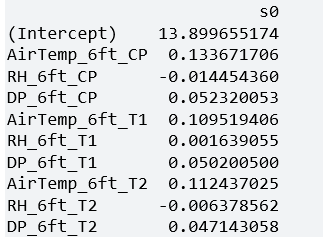 s0
(Intercept) 13.899655174
AirTemp_6ft_CP 0.133671706
RH_6ft_CP -0.014454360
DP_6ft_CP 0.052320053
AirTemp_6ft_T1 0.109519406
RH_6ft_T1 0.001639055
DP_6ft_T1 0.050200500
AirTemp_6ft_T2 0.112437025
RH_6ft_T2 -0.006378562
DP_6ft_T2 0.047143058